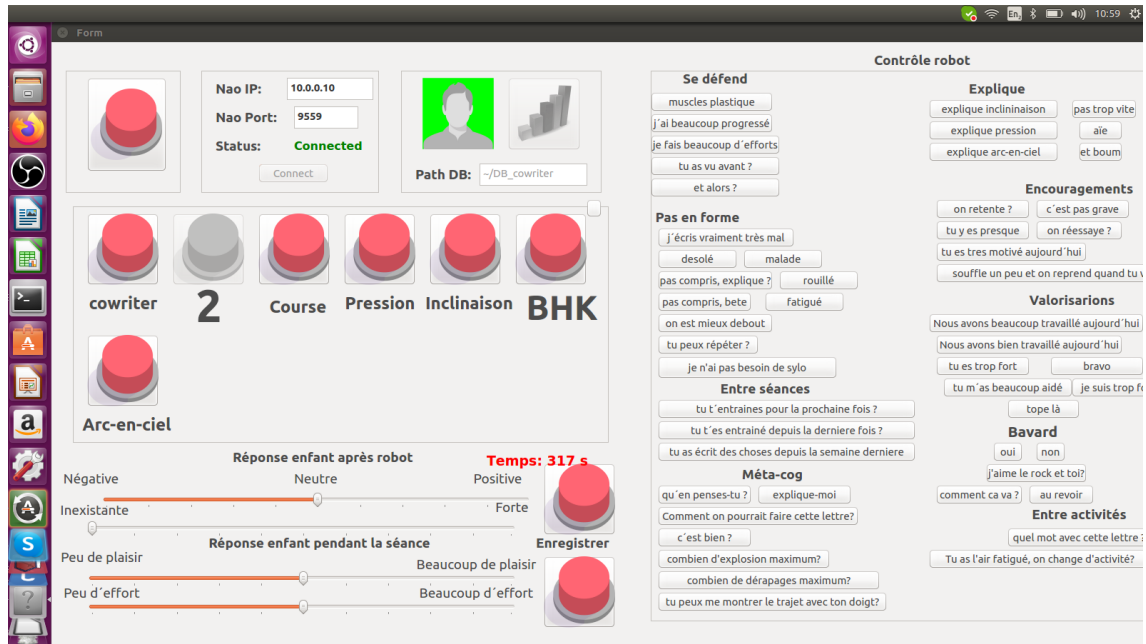 En2 10:59
Form
Nao IP: 10.0.0.10
Nao Port: 9559
Status: Connected
Connect
Path DB: ~/DB_cowriter
cowriter
2
Course
Pression
Inclinaison
BHK
Arc-en-ciel
Réponse enfant après robot
Temps: 317 s
Négative Neutre Positive
Inexistante Forte
Réponse enfant pendant la séance
Enregistrer
Peu de plaisir Beaucoup de plaisir
Peu d´effort Beaucoup d´effort
Contrôle robot
Se défend
muscles plastique
j´ai beaucoup progressé
je fais beaucoup d´efforts
tu as vu avant ?
et alors ?
Pas en forme
j´écris vraiment très mal
desolé malade
pas compris, explique ? rouillé
pas compris, bete fatigué
on est mieux debout
tu peux répéter ?
je n'ai pas besoin de sylo
Entre séances
tu t´entraines pour la prochaine fois ?
tu t´es entrainé depuis la derniere fois ?
tu as écrit des choses depuis la semaine derniere
Méta-cog
qu´en penses-tu ? explique-moi
Comment on pourrait faire cette lettre?
c´est bien ?
combien d'explosion maximum?
combien de dérapages maximum?
tu peux me montrer le trajet avec ton doigt?
Explique
explique inclininaison pas trop vite
explique pression aïe
explique arc-en-ciel et boum
Encouragements
on retente ? c´est pas grave
tu y es presque on réessaye ?
tu es tres motivé aujourd´hui
souffle un peu et on reprend quand tu
Valorisarions
Nous avons beaucoup travaillé aujourd´hui
Nous avons bien travaillé aujourd´hui
tu es trop fort bravo
tu m´as beaucoup aidé je suis trop
tope là
Bavard
oui non
j'aime le rock et toi?
comment ca va ? au revoir
Entre activités
quel mot avec cette lettre ?
Tu as l'air fatigué, on change d'activité?